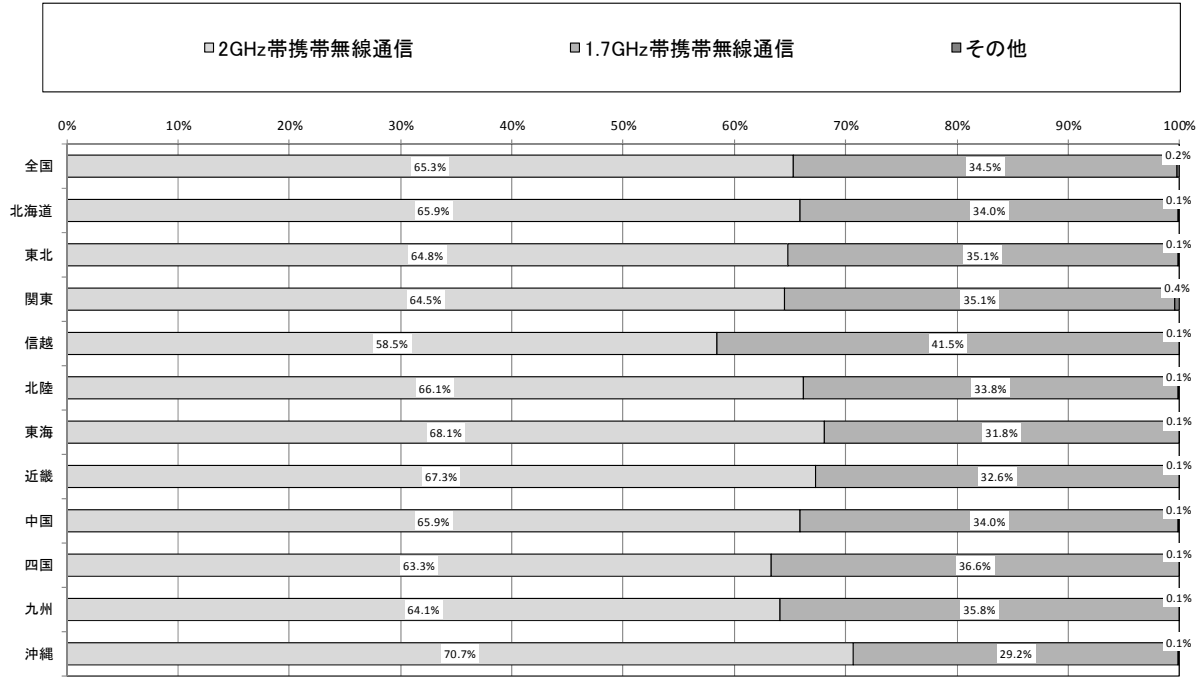 2GHz帯携帯無線通信 1.7GHz帯携帯無線通信 その他
0% 10% 20% 30% 40% 50% 60% 70% 80% 90% 100%
全国 65.3% 34.5% 0.2%
北海道 65.9% 34.0% 0.1%
東北 64.8% 35.1% 0.1%
関東 64.5% 35.1% 0.4%
信越 58.5% 41.5% 0.1%
北陸 66.1% 33.8% 0.1%
東海 68.1% 31.8% 0.1%
近畿 67.3% 32.6% 0.1%
中国 65.9% 34.0% 0.1%
四国 63.3% 36.6% 0.1%
九州 64.1% 35.8% 0.1%
沖縄 70.7% 29.2% 0.1%